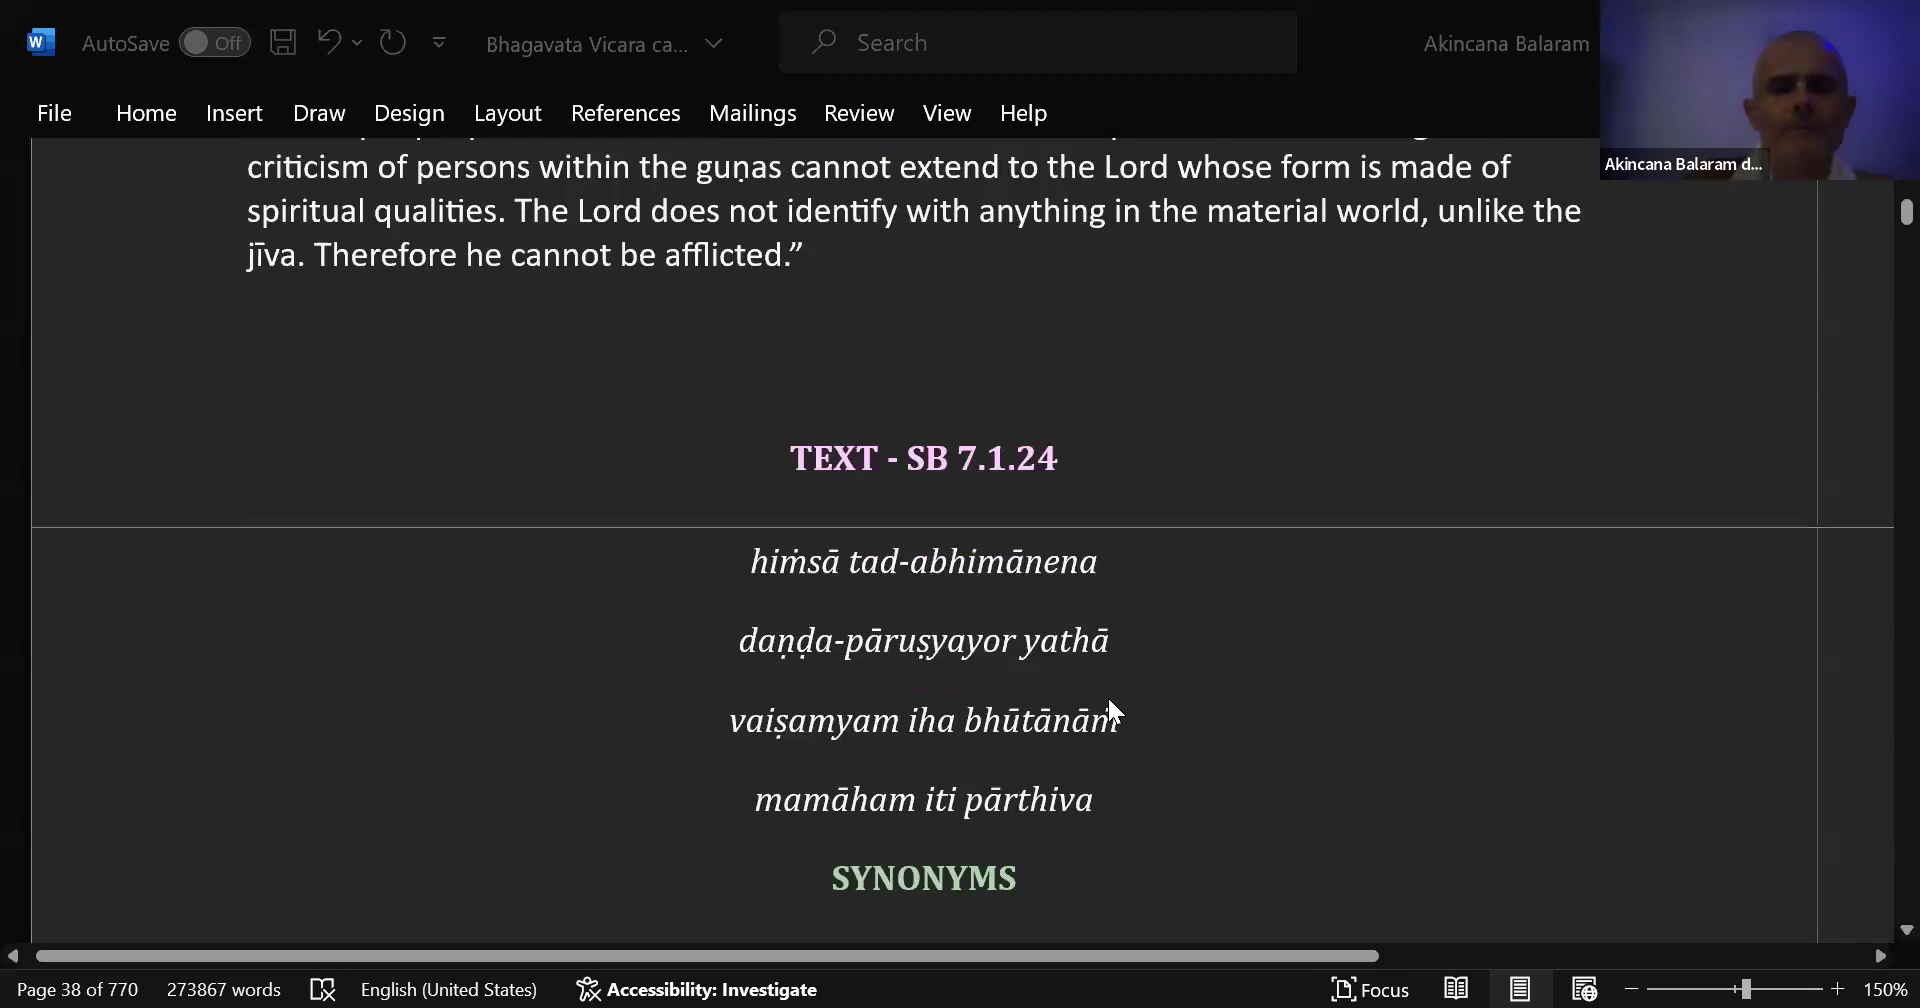 W AutoSave Off Bhagavata Vicara ca... Search Akincana Balaram
File Home Insert Draw Design Layout References Mailings Review View Help
Akincana Balaram d...
criticism of persons within the guṇas cannot extend to the Lord whose form is made of
spiritual qualities. The Lord does not identify with anything in the material world, unlike the
jīva. Therefore he cannot be afflicted.”
TEXT - SB 7.1.24
hiṁsā tad-abhimānena
daṇḍa-pāruṣyayor yathā
vaiṣamyam iha bhūtānāṁ
mamāham iti pārthiva
SYNONYMS
Page 38 of 770 273867 words English (United States) Accessibility: Investigate Focus 150%